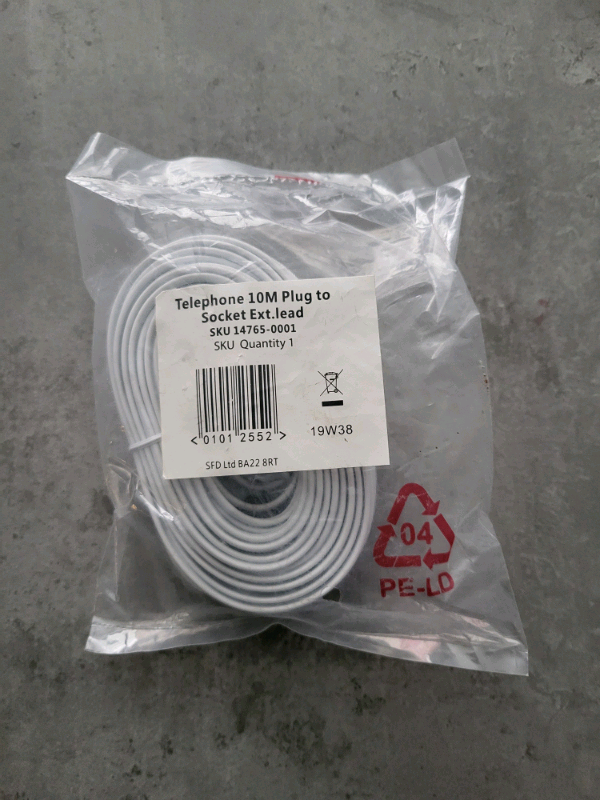 Telephone 10M Plug to
Socket Ext.lead
SKU 14765-0001
SKU Quantity 1
<0101 2552>
19W38
SFD Ltd BA22 8RT
04
PE-LD